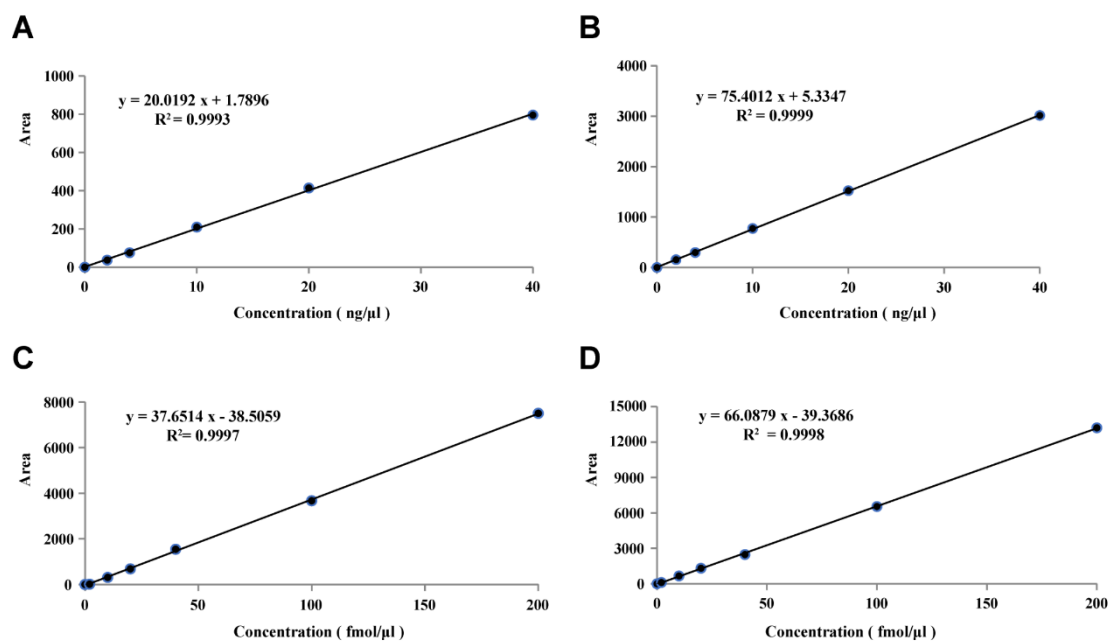 A
1000
800
600
400
200
0
Area
y = 20.0192 x + 1.7896
R² = 0.9993
0 10 20 30 40
Concentration ( ng/µl )
B
4000
3000
2000
1000
0
Area
y = 75.4012 x + 5.3347
R² = 0.9999
0 10 20 30 40
Concentration ( ng/µl )
C
8000
6000
4000
2000
0
Area
y = 37.6514 x - 38.5059
R²= 0.9997
0 50 100 150 200
Concentration ( fmol/µl )
D
15000
12000
9000
6000
3000
0
Area
y = 66.0879 x - 39.3686
R² = 0.9998
0 50 100 150 200
Concentration ( fmol/µl )